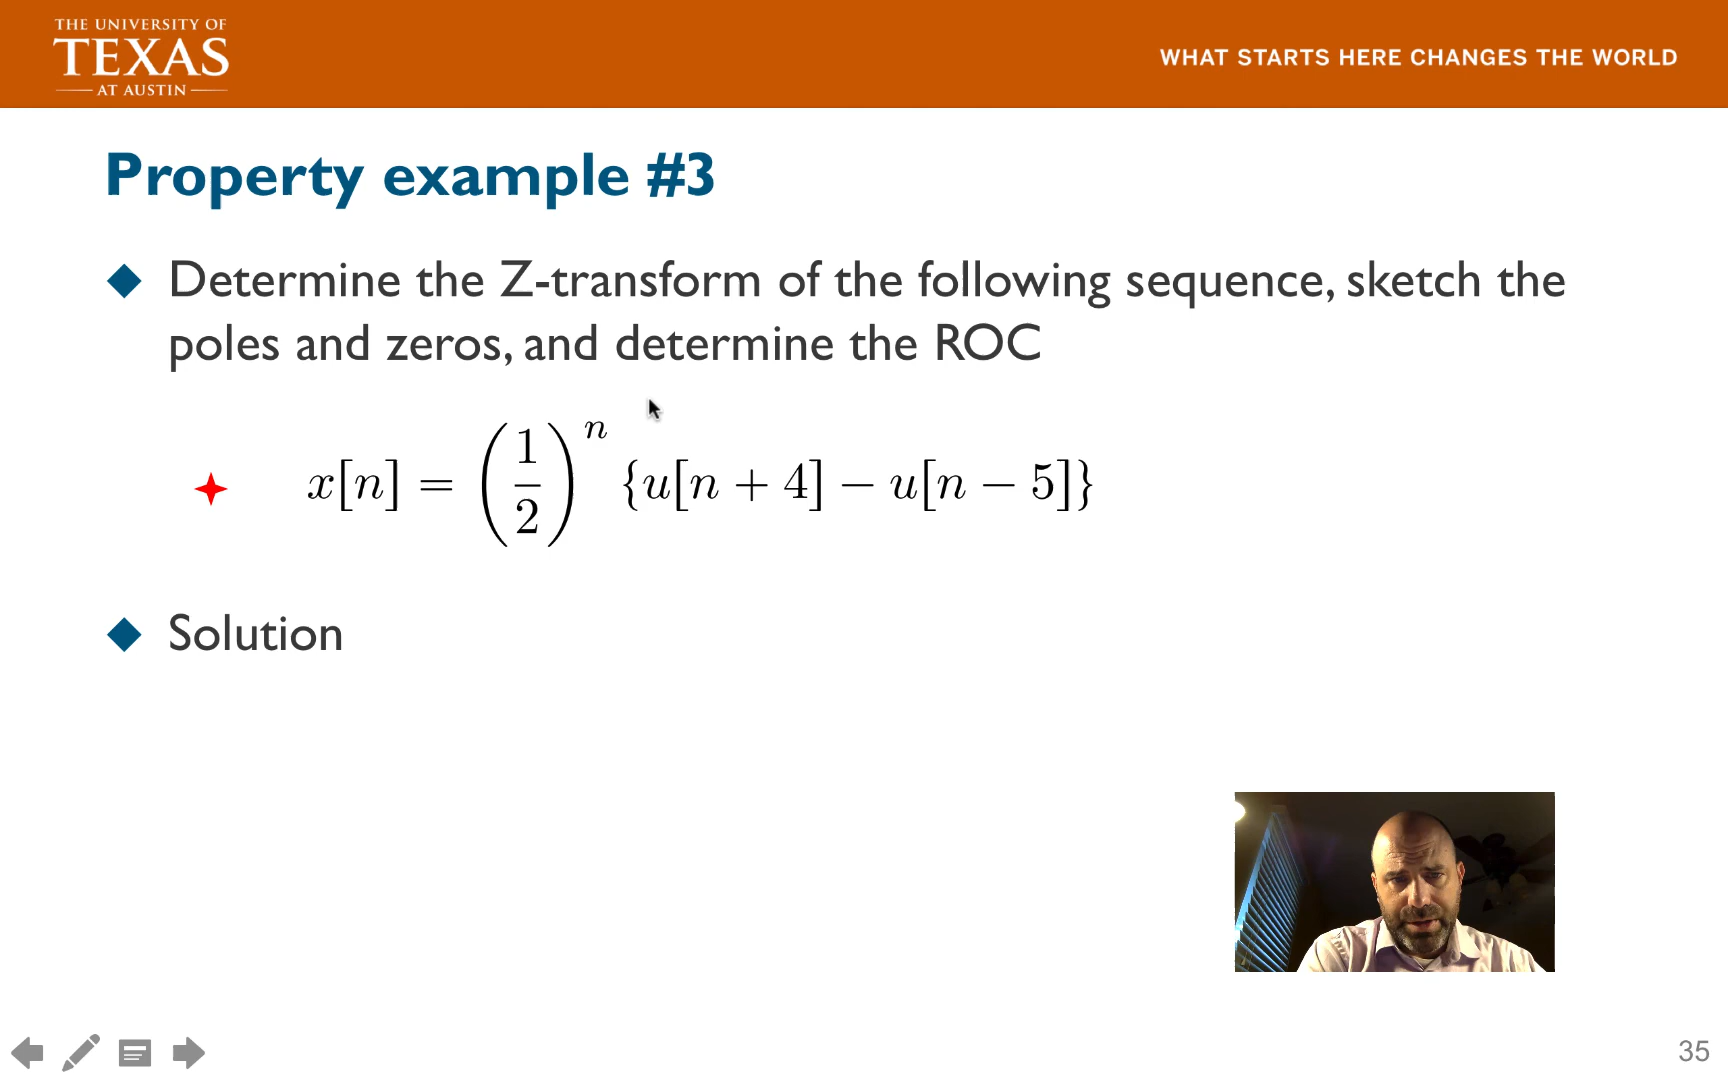 THE UNIVERSITY OF
TEXAS
AT AUSTIN
WHAT STARTS HERE CHANGES THE WORLD
Property example #3
Determine the Z-transform of the following sequence, sketch the
poles and zeros, and determine the ROC
x[n] = (1/2)^n {u[n + 4] − u[n − 5]}
Solution
35